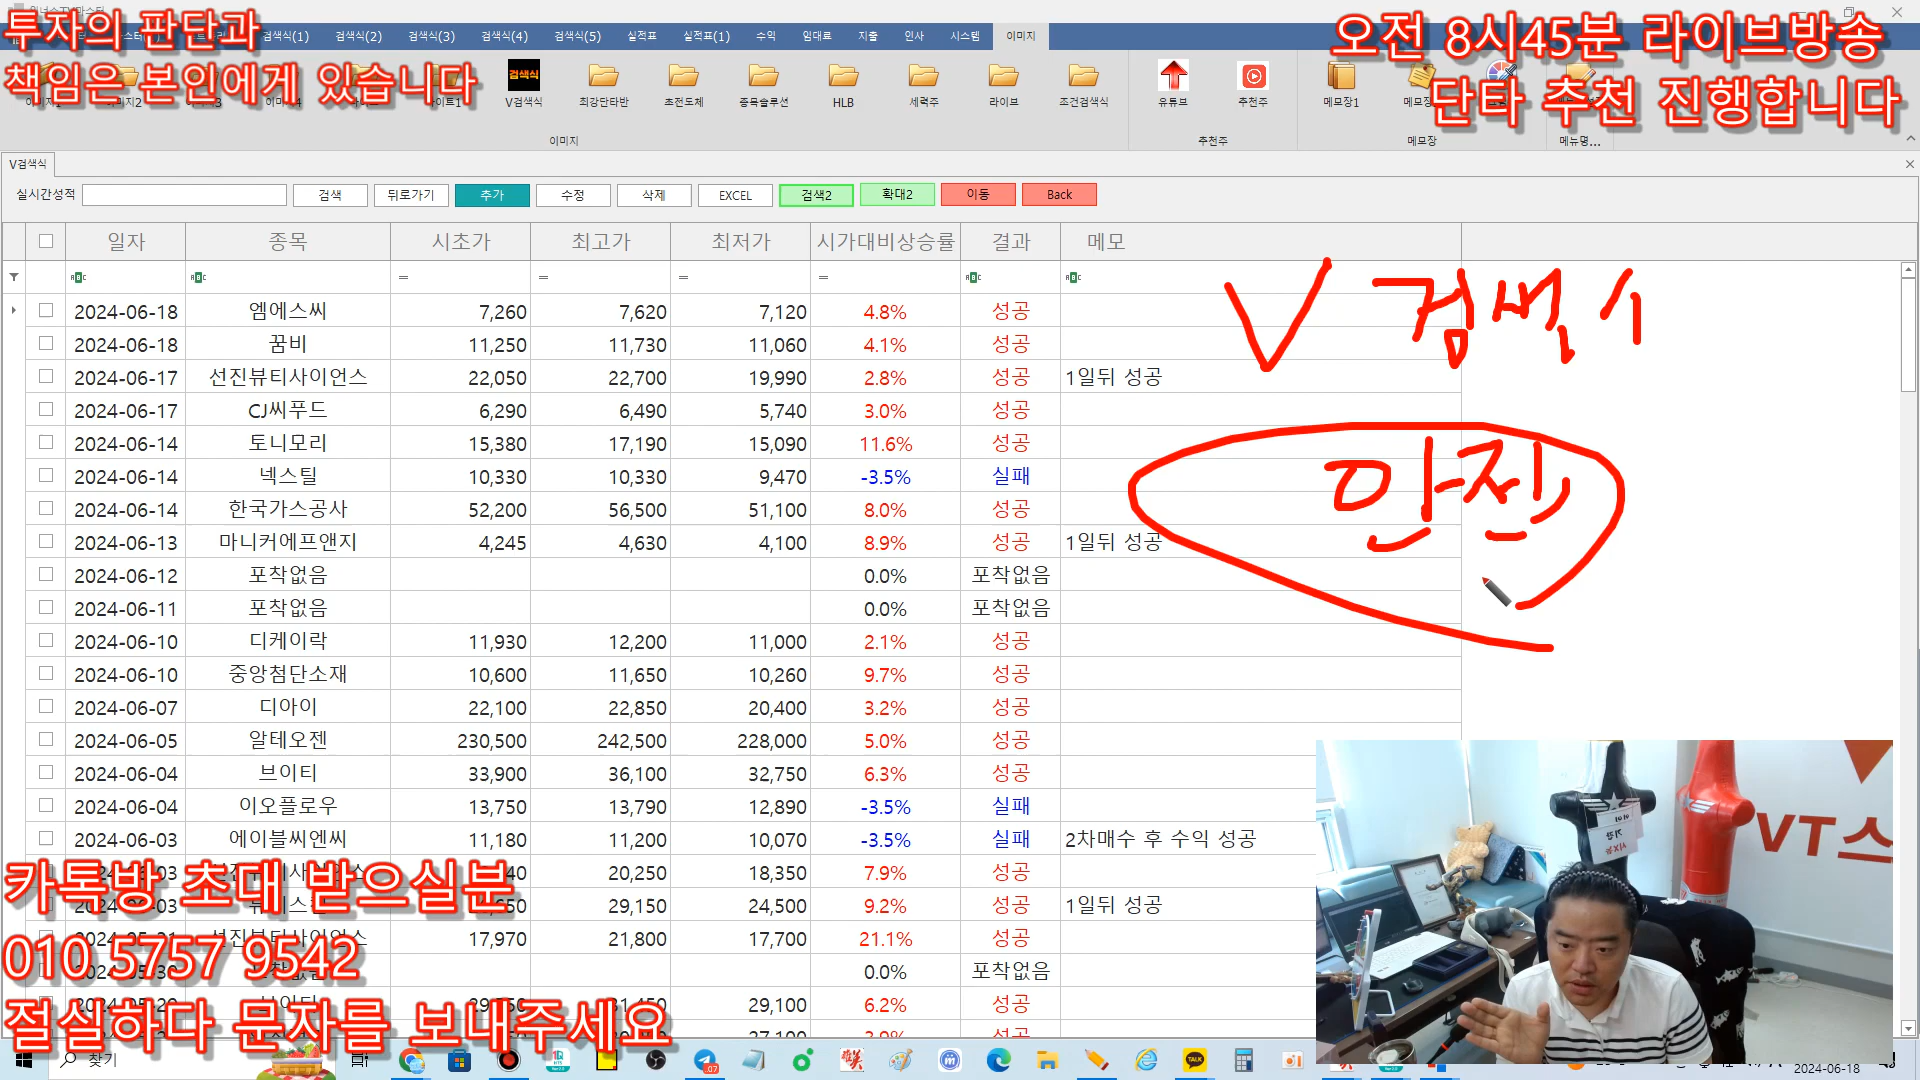 투자의 판단과
책임은 본인에게 있습니다
오전 8시45분 라이브방송
단타 추천 진행합니다
검색식(1) 검색식(2) 검색식(3) 검색식(4) 검색식(5) 실적표 실적표(1) 수익 임대료 지출 인사 시스템 이미지
V검색식 최강단타반 초전도체 종목솔루션 HLB 세력주 라이브 조건검색식 유튜브 추천주 메모장1
이미지 추천주 메모장 메뉴명...
V검색식
실시간성적 검색 뒤로가기 추가 수정 삭제 EXCEL 검색2 확대2 이동 Back
일자 종목 시초가 최고가 최저가 시가대비상승률 결과 메모
2024-06-18 엠에스씨 7,260 7,620 7,120 4.8% 성공
2024-06-18 꿈비 11,250 11,730 11,060 4.1% 성공
2024-06-17 선진뷰티사이언스 22,050 22,700 19,990 2.8% 성공 1일뒤 성공
2024-06-17 CJ씨푸드 6,290 6,490 5,740 3.0% 성공
2024-06-14 토니모리 15,380 17,190 15,090 11.6% 성공
2024-06-14 넥스틸 10,330 10,330 9,470 -3.5% 실패
2024-06-14 한국가스공사 52,200 56,500 51,100 8.0% 성공
2024-06-13 마니커에프앤지 4,245 4,630 4,100 8.9% 성공 1일뒤 성공
2024-06-12 포착없음 0.0% 포착없음
2024-06-11 포착없음 0.0% 포착없음
2024-06-10 디케이락 11,930 12,200 11,000 2.1% 성공
2024-06-10 중앙첨단소재 10,600 11,650 10,260 9.7% 성공
2024-06-07 디아이 22,100 22,850 20,400 3.2% 성공
2024-06-05 알테오젠 230,500 242,500 228,000 5.0% 성공
2024-06-04 브이티 33,900 36,100 32,750 6.3% 성공
2024-06-04 이오플로우 13,750 13,790 12,890 -3.5% 실패
2024-06-03 에이블씨엔씨 11,180 11,200 10,070 -3.5% 실패 2차매수 후 수익 성공
20,250 18,350 7.9% 성공
29,150 24,500 9.2% 성공 1일뒤 성공
17,970 21,800 17,700 21.1% 성공
0.0% 포착없음
29,100 6.2% 성공
V 검색
안전
카톡방 초대 받으실분
010 5757 9542
절실하다 문자를 보내주세요
VT스
찾기
TALK
2024-06-18